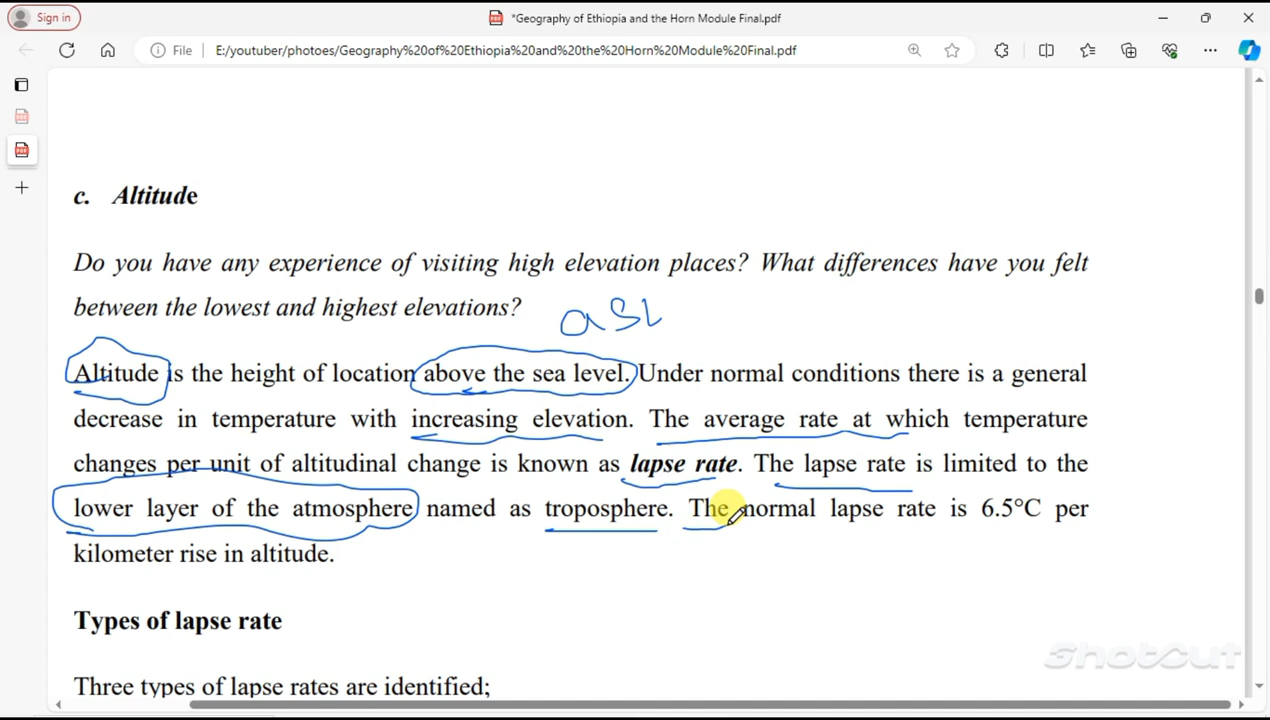 Sign in
*Geography of Ethiopia and the Horn Module Final.pdf
File E:/youtuber/photoes/Geography%20of%20Ethiopia%20and%20the%20Horn%20Module%20Final.pdf
c. Altitude
Do you have any experience of visiting high elevation places? What differences have you felt
between the lowest and highest elevations?
asl
Altitude is the height of location above the sea level. Under normal conditions there is a general
decrease in temperature with increasing elevation. The average rate at which temperature
changes per unit of altitudinal change is known as lapse rate. The lapse rate is limited to the
lower layer of the atmosphere named as troposphere. The normal lapse rate is 6.5°C per
kilometer rise in altitude.
Types of lapse rate
Shotcut
Three types of lapse rates are identified;